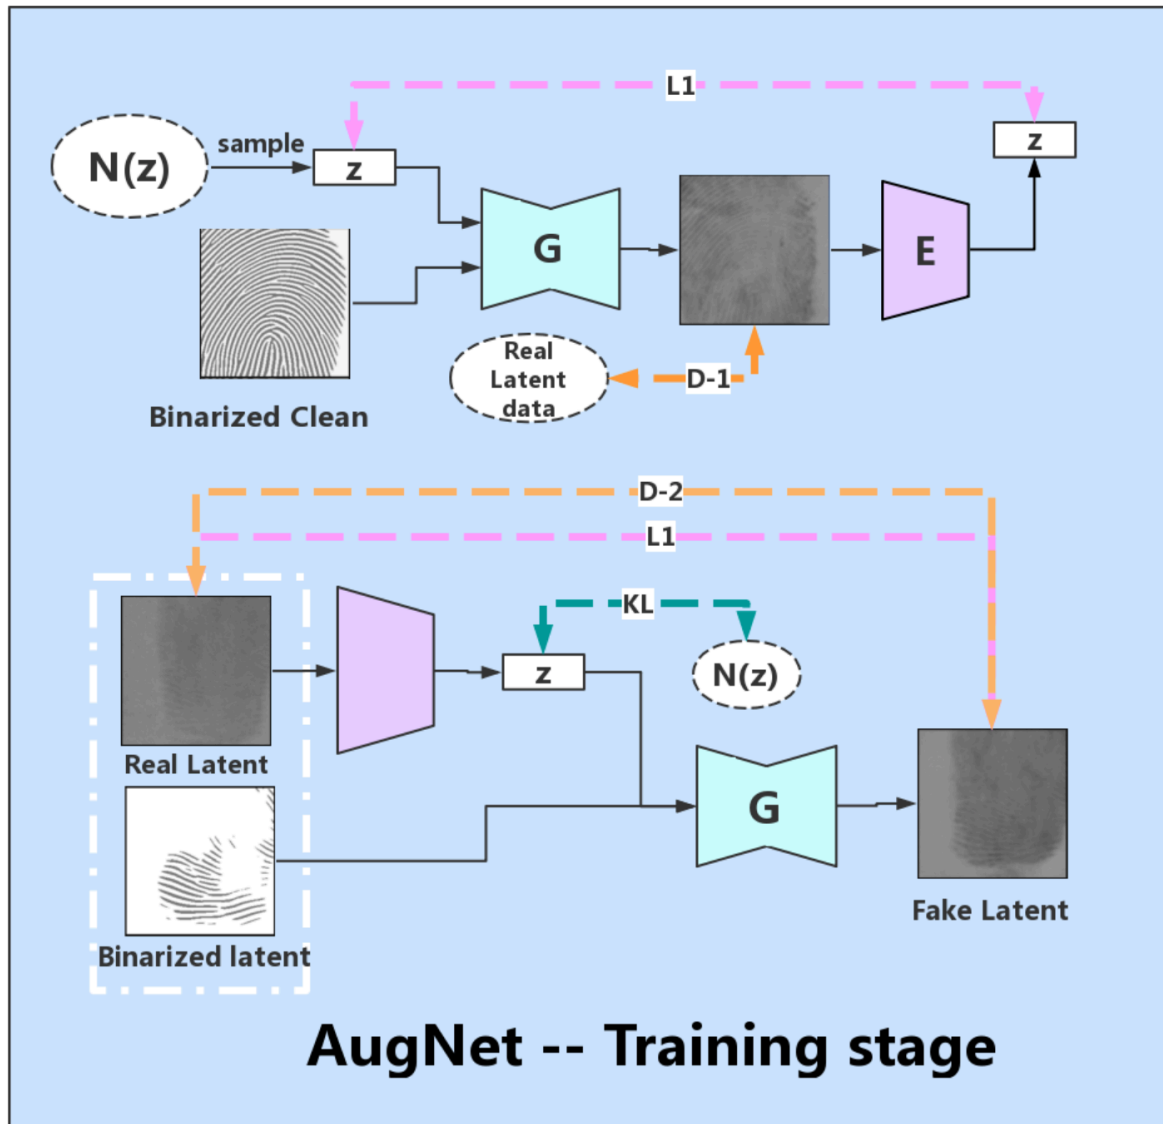 L1
N(z)
sample
z
z
G
E
Real
Latent
data
D-1
Binarized Clean
D-2
L1
KL
z
N(z)
Real Latent
G
Binarized latent
Fake Latent
AugNet -- Training stage